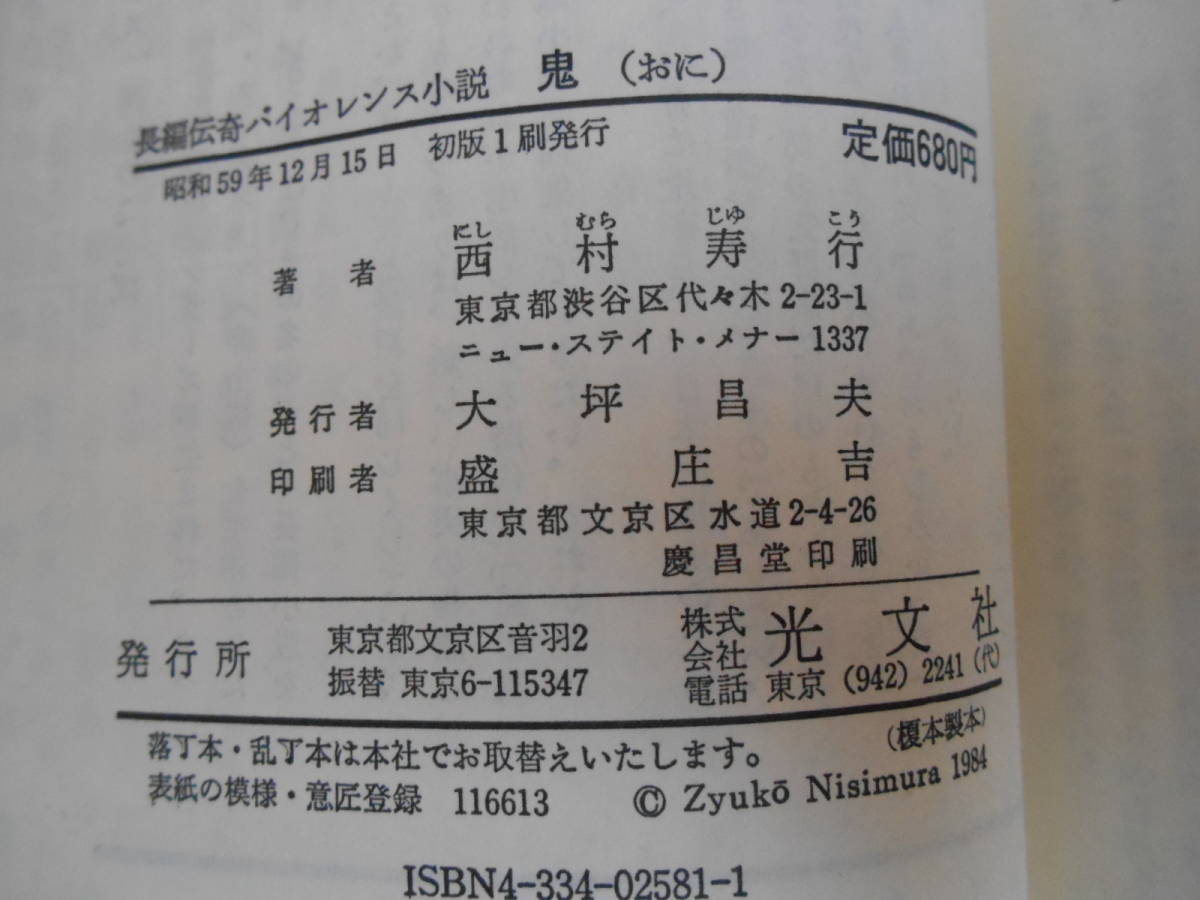 長編伝奇バイオレンス小説 鬼（おに）
昭和59年12月15日 初版1刷発行 定価680円
にし むら じゆ こう
著者 西村寿行
東京都渋谷区代々木2-23-1
ニュー・ステイト・メナー1337
発行者 大坪昌夫
印刷者 盛庄吉
東京都文京区水道2-4-26
慶昌堂印刷
発行所 東京都文京区音羽2 株式会社 光文社
振替 東京6-115347 電話 東京（942）2241（代）
落丁本・乱丁本は本社でお取替えいたします。 （榎本製本）
表紙の模様・意匠登録 116613 © Zyukō Nisimura 1984
ISBN4-334-02581-1